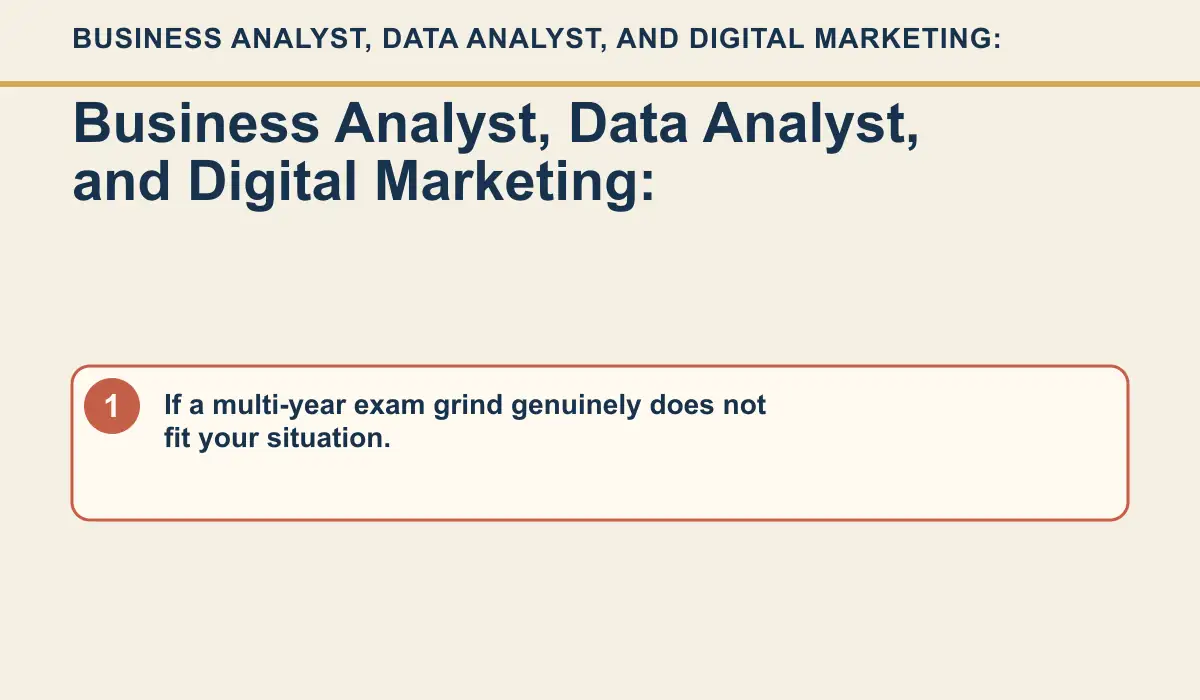 BUSINESS ANALYST, DATA ANALYST, AND DIGITAL MARKETING:
Business Analyst, Data Analyst,
and Digital Marketing:
1
If a multi-year exam grind genuinely does not
fit your situation.